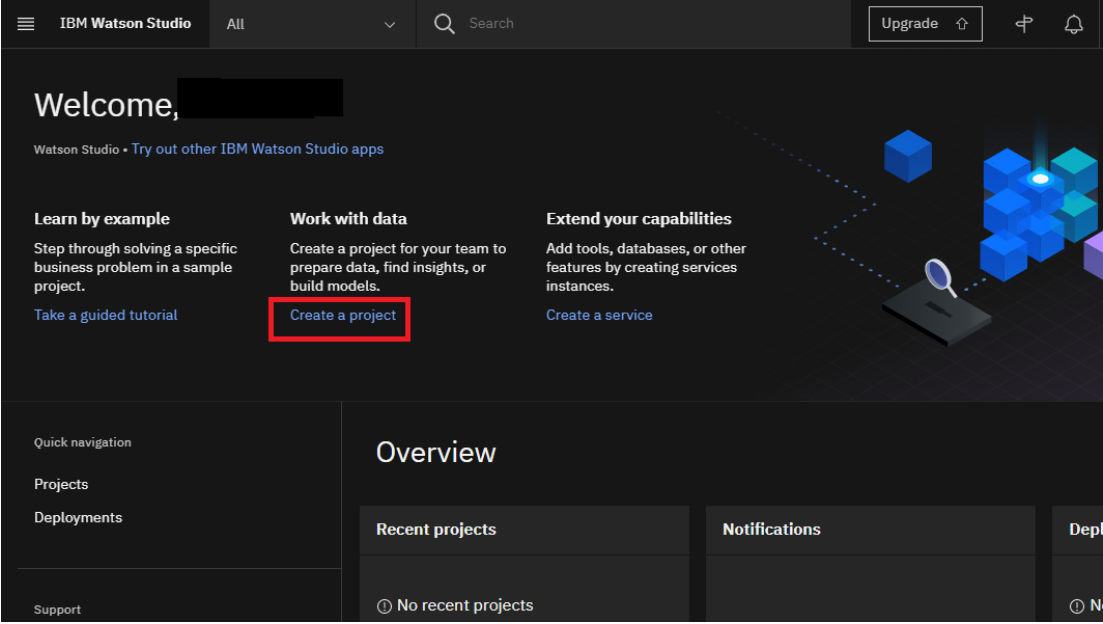 IBM Watson Studio
All
Search
Upgrade
Welcome,
Watson Studio • Try out other IBM Watson Studio apps
Learn by example
Step through solving a specific
business problem in a sample
project.
Take a guided tutorial
Work with data
Create a project for your team to
prepare data, find insights, or
build models.
Create a project
Extend your capabilities
Add tools, databases, or other
features by creating services
instances.
Create a service
Quick navigation
Projects
Deployments
Support
Overview
Recent projects
No recent projects
Notifications